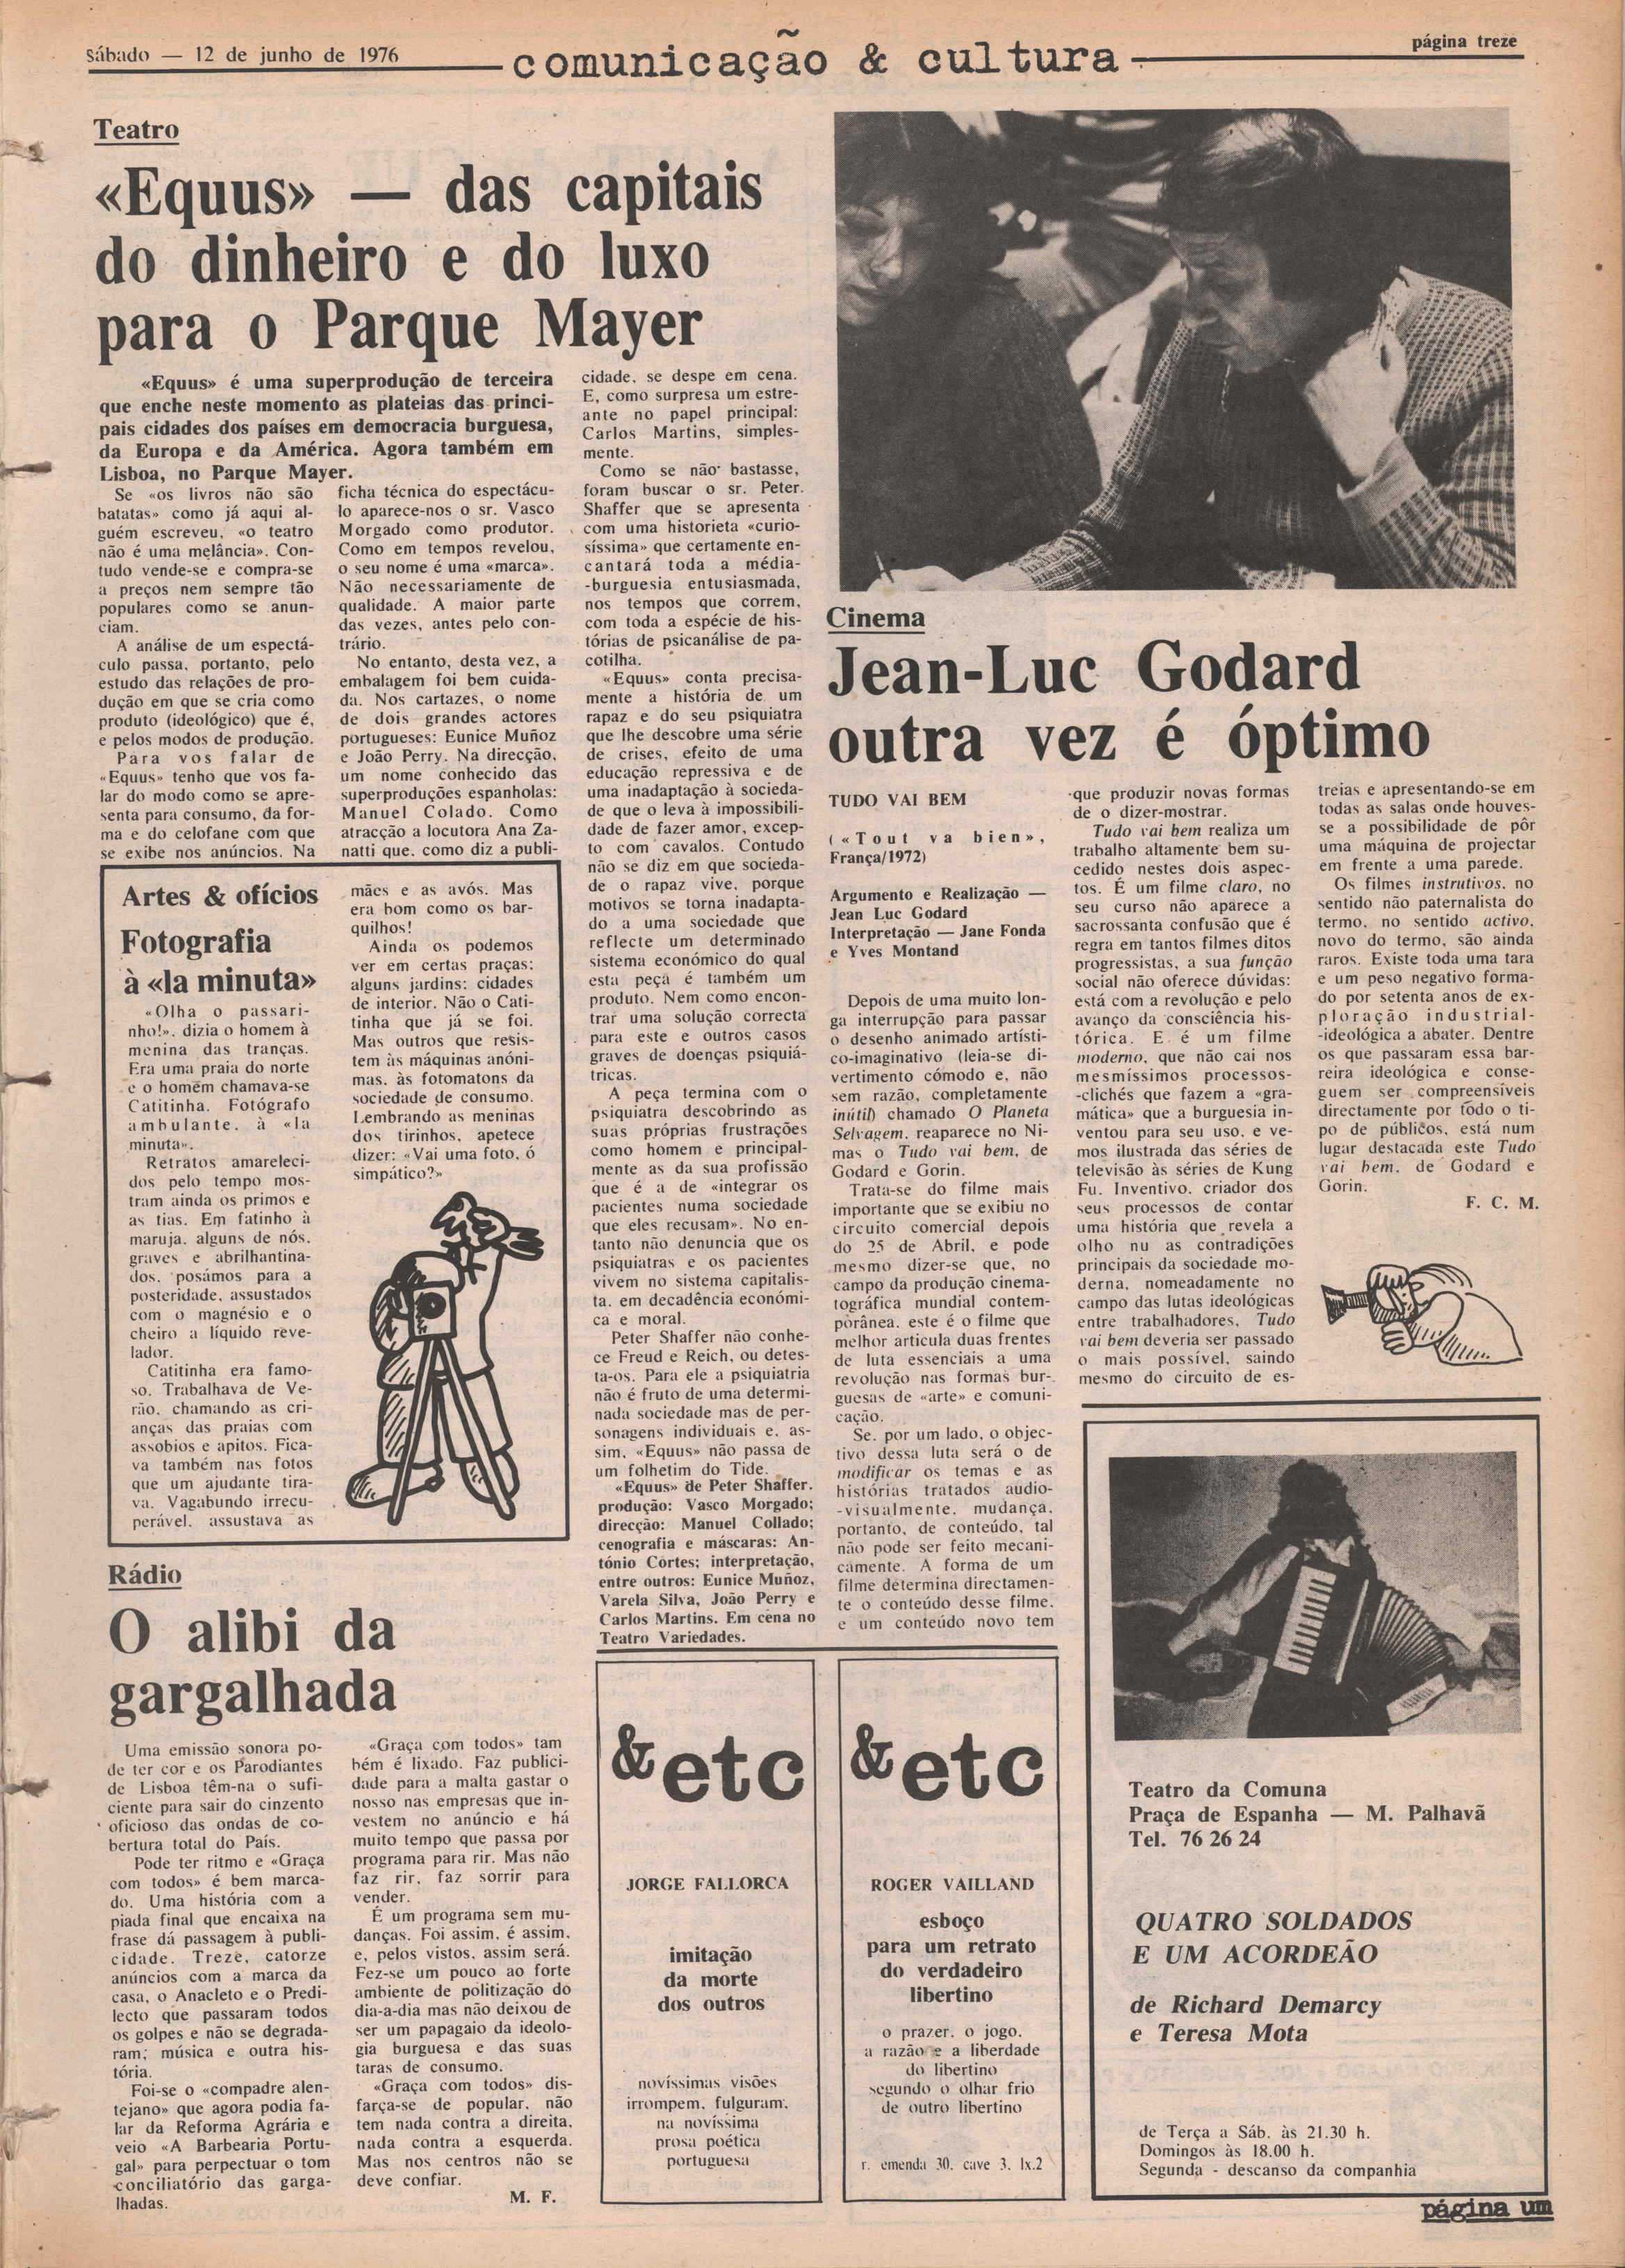 Sábado — 12 de junho de 1976
comunicação & cultura
página treze
Teatro
«Equus» — das capitais
do dinheiro e do luxo
para o Parque Mayer
«Equus» é uma superprodução de terceira
que enche neste momento as plateias das princi-
pais cidades dos países em democracia burguesa,
da Europa e da América. Agora também em
Lisboa, no Parque Mayer.
Se «os livros não são
batatas» como já aqui al-
guém escreveu, «o teatro
não é uma melância». Con-
tudo vende-se e compra-se
a preços nem sempre tão
populares como se anun-
ciam.
A análise de um espectá-
culo passa, portanto, pelo
estudo das relações de pro-
dução em que se cria como
produto (ideológico) que é,
e pelos modos de produção.
Para vos falar de
«Equus» tenho que vos fa-
lar do modo como se apre-
senta para consumo, da for-
ma e do celofane com que
se exibe nos anúncios. Na
ficha técnica do espectácu-
lo aparece-nos o sr. Vasco
Morgado como produtor.
Como em tempos revelou,
o seu nome é uma «marca».
Não necessariamente de
qualidade. A maior parte
das vezes, antes pelo con-
trário.
No entanto, desta vez, a
embalagem foi bem cuida-
da. Nos cartazes, o nome
de dois grandes actores
portugueses: Eunice Muñoz
e João Perry. Na direcção,
um nome conhecido das
superproduções espanholas:
Manuel Colado. Como
atracção a locutora Ana Za-
natti que, como diz a publi-
cidade, se despe em cena.
E, como surpresa um estre-
ante no papel principal:
Carlos Martins, simples-
mente.
Como se não bastasse,
foram buscar o sr. Peter.
Shaffer que se apresenta
com uma historieta «curio-
síssima» que certamente en-
cantará toda a média-
-burguesia entusiasmada,
nos tempos que correm,
com toda a espécie de his-
tórias de psicanálise de pa-
cotilha.
«Equus» conta precisa-
mente a história de um
rapaz e do seu psiquiatra
que lhe descobre uma série
de crises, efeito de uma
educação repressiva e de
uma inadaptação à socieda-
de que o leva à impossibili-
dade de fazer amor, excep-
to com cavalos. Contudo
não se diz em que socieda-
de o rapaz vive, porque
motivos se torna inadapta-
do a uma sociedade que
reflecte um determinado
sistema económico do qual
esta peça é também um
produto. Nem como encon-
trar uma solução correcta
para este e outros casos
graves de doenças psiquiá-
tricas.
A peça termina com o
psiquiatra descobrindo as
suas próprias frustrações
como homem e principal-
mente as da sua profissão
que é a de «integrar os
pacientes numa sociedade
que eles recusam». No en-
tanto não denuncia que os
psiquiatras e os pacientes
vivem no sistema capitalis-
ta, em decadência económi-
ca e moral.
Peter Shaffer não conhe-
ce Freud e Reich, ou detes-
ta-os. Para ele a psiquiatria
não é fruto de uma determi-
nada sociedade mas de per-
sonagens individuais e, as-
sim, «Equus» não passa de
um folhetim do Tide.
«Equus» de Peter Shaffer.
produção: Vasco Morgado;
direcção: Manuel Collado;
cenografia e máscaras: An-
tónio Côrtes; interpretação,
entre outros: Eunice Muñoz,
Varela Silva, João Perry e
Carlos Martins. Em cena no
Teatro Variedades.
Artes & ofícios
Fotografia
à «la minuta»
«Olha o passari-
nho!», dizia o homem à
menina das tranças.
Era uma praia do norte
e o homem chamava-se
Catitinha. Fotógrafo
ambulante, à «la
minuta».
Retratos amareleci-
dos pelo tempo mos-
tram ainda os primos e
as tias. Em fatinho à
maruja, alguns de nós,
graves e abrilhantina-
dos, posámos para a
posteridade, assustados
com o magnésio e o
cheiro a líquido reve-
lador.
Catitinha era famo-
so. Trabalhava de Ve-
rão, chamando as cri-
anças das praias com
assobios e apitos. Fica-
va também nas fotos
que um ajudante tira-
va. Vagabundo irrecu-
perável, assustava as
mães e as avós. Mas
era bom como os bar-
quilhos!
Ainda os podemos
ver em certas praças;
alguns jardins; cidades
de interior. Não o Cati-
tinha que já se foi.
Mas outros que resis-
tem às máquinas anóni-
mas, às fotomatons da
sociedade de consumo.
Lembrando as meninas
dos tirinhos, apetece
dizer: «Vai uma foto, ó
simpático?»
Rádio
O alibi da
gargalhada
Uma emissão sonora po-
de ter cor e os Parodiantes
de Lisboa têm-na o sufi-
ciente para sair do cinzento
oficioso das ondas de co-
bertura total do País.
Pode ter ritmo e «Graça
com todos» é bem marca-
do. Uma história com a
piada final que encaixa na
frase dá passagem à publi-
cidade. Treze, catorze
anúncios com a marca da
casa, o Anacleto e o Predi-
lecto que passaram todos
os golpes e não se degrada-
ram; música e outra his-
tória.
Foi-se o «compadre alen-
tejano» que agora podia fa-
lar da Reforma Agrária e
veio «A Barbearia Portu-
gal» para perpectuar o tom
conciliatório das garga-
lhadas.
«Graça com todos» tam
bém é lixado. Faz publici-
dade para a malta gastar o
nosso nas empresas que in-
vestem no anúncio e há
muito tempo que passa por
programa para rir. Mas não
faz rir, faz sorrir para
vender.
É um programa sem mu-
danças. Foi assim, é assim,
e, pelos vistos, assim será.
Fez-se um pouco ao forte
ambiente de politização do
dia-a-dia mas não deixou de
ser um papagaio da ideolo-
gia burguesa e das suas
taras de consumo.
«Graça com todos» dis-
farça-se de popular, não
tem nada contra a direita,
nada contra a esquerda.
Mas nos centros não se
deve confiar.
M. F.
Cinema
Jean-Luc Godard
outra vez é óptimo
TUDO VAI BEM
(«Tout va bien»,
França/1972)
Argumento e Realização —
Jean Luc Godard
Interpretação — Jane Fonda
e Yves Montand
Depois de uma muito lon-
ga interrupção para passar
o desenho animado artísti-
co-imaginativo (leia-se di-
vertimento cómodo e, não
sem razão, completamente
inútil) chamado O Planeta
Selvagem, reaparece no Ni-
mas o Tudo vai bem, de
Godard e Gorin.
Trata-se do filme mais
importante que se exibiu no
circuito comercial depois
do 25 de Abril, e pode
mesmo dizer-se que, no
campo da produção cinema-
tográfica mundial contem-
porânea, este é o filme que
melhor articula duas frentes
de luta essenciais a uma
revolução nas formas bur-
guesas de «arte» e comuni-
cação.
Se, por um lado, o objec-
tivo dessa luta será o de
modificar os temas e as
histórias tratados audio-
-visualmente, mudança,
portanto, de conteúdo, tal
não pode ser feito mecani-
camente. A forma de um
filme determina directamen-
te o conteúdo desse filme,
e um conteúdo novo tem
que produzir novas formas
de o dizer-mostrar.
Tudo vai bem realiza um
trabalho altamente bem su-
cedido nestes dois aspec-
tos. É um filme claro, no
seu curso não aparece a
sacrossanta confusão que é
regra em tantos filmes ditos
progressistas, a sua função
social não oferece dúvidas:
está com a revolução e pelo
avanço da consciência his-
tórica. E é um filme
moderno, que não cai nos
mesmíssimos processos-
-clichés que fazem a «gra-
mática» que a burguesia in-
ventou para seu uso, e ve-
mos ilustrada das séries de
televisão às séries de Kung
Fu. Inventivo, criador dos
seus processos de contar
uma história que revela a
olho nu as contradições
principais da sociedade mo-
derna, nomeadamente no
campo das lutas ideológicas
entre trabalhadores, Tudo
vai bem deveria ser passado
o mais possível, saindo
mesmo do circuito de es-
treias e apresentando-se em
todas as salas onde houves-
se a possibilidade de pôr
uma máquina de projectar
em frente a uma parede.
Os filmes instrutivos, no
sentido não paternalista do
termo, no sentido activo,
novo do termo, são ainda
raros. Existe toda uma tara
e um peso negativo forma-
do por setenta anos de ex-
ploração industrial-
-ideológica a abater. Dentre
os que passaram essa bar-
reira ideológica e conse-
guem ser compreensíveis
directamente por todo o ti-
po de públicos, está num
lugar destacada este Tudo
vai bem, de Godard e
Gorin.
F. C. M.
&etc
JORGE FALLORCA
imitação
da morte
dos outros
novíssimas visões
irrompem, fulguram,
na novíssima
prosa poética
portuguesa
&etc
ROGER VAILLAND
esboço
para um retrato
do verdadeiro
libertino
o prazer, o jogo,
a razão e a liberdade
do libertino
segundo o olhar frio
de outro libertino
r. emenda 30, cave 3, lx.2
Teatro da Comuna
Praça de Espanha — M. Palhavã
Tel. 76 26 24
QUATRO SOLDADOS
E UM ACORDEÃO
de Richard Demarcy
e Teresa Mota
de Terça a Sáb. às 21.30 h.
Domingos às 18.00 h.
Segunda - descanso da companhia
página um